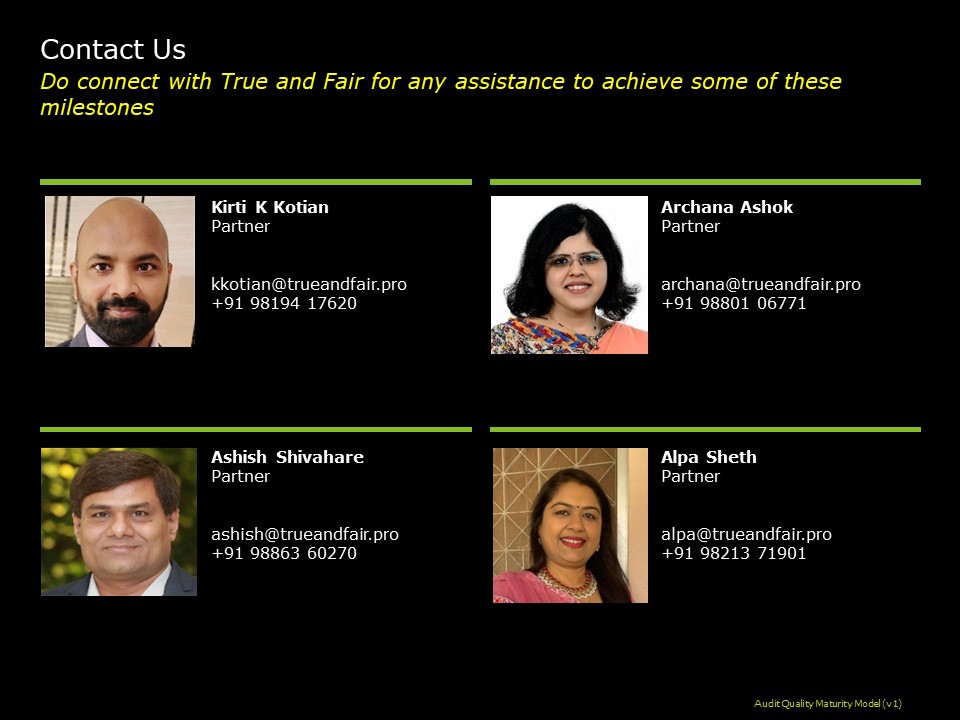 Contact Us
Do connect with True and Fair for any assistance to achieve some of these
milestones
Kirti K Kotian
Partner
kkotian@trueandfair.pro
+91 98194 17620
Archana Ashok
Partner
archana@trueandfair.pro
+91 98801 06771
Ashish Shivahare
Partner
ashish@trueandfair.pro
+91 98863 60270
Alpa Sheth
Partner
alpa@trueandfair.pro
+91 98213 71901
Audit Quality Maturity Model (v1)